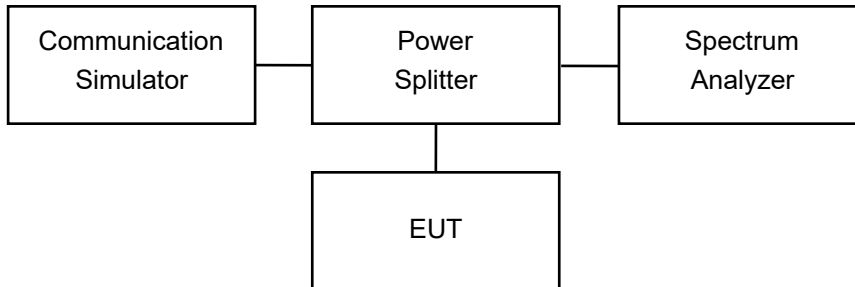 Communication
Simulator
Power
Splitter
Spectrum
Analyzer
EUT